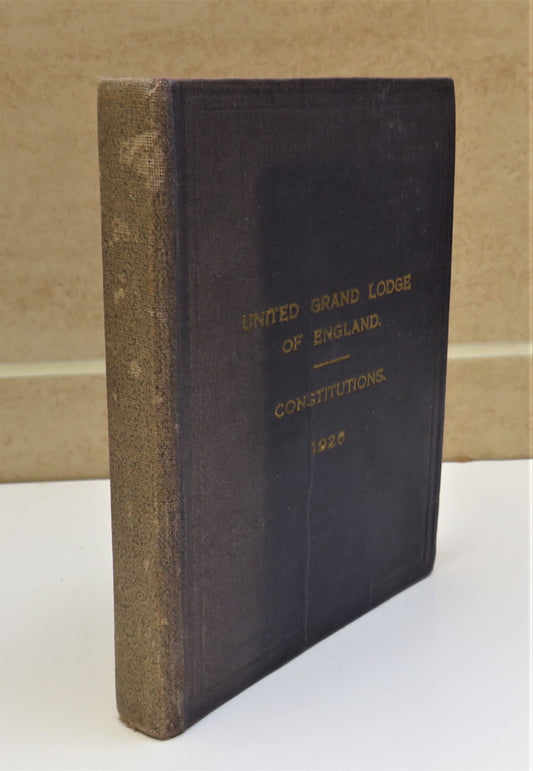 UNITED GRAND LODGE
OF ENGLAND.
CONSTITUTIONS.
1926